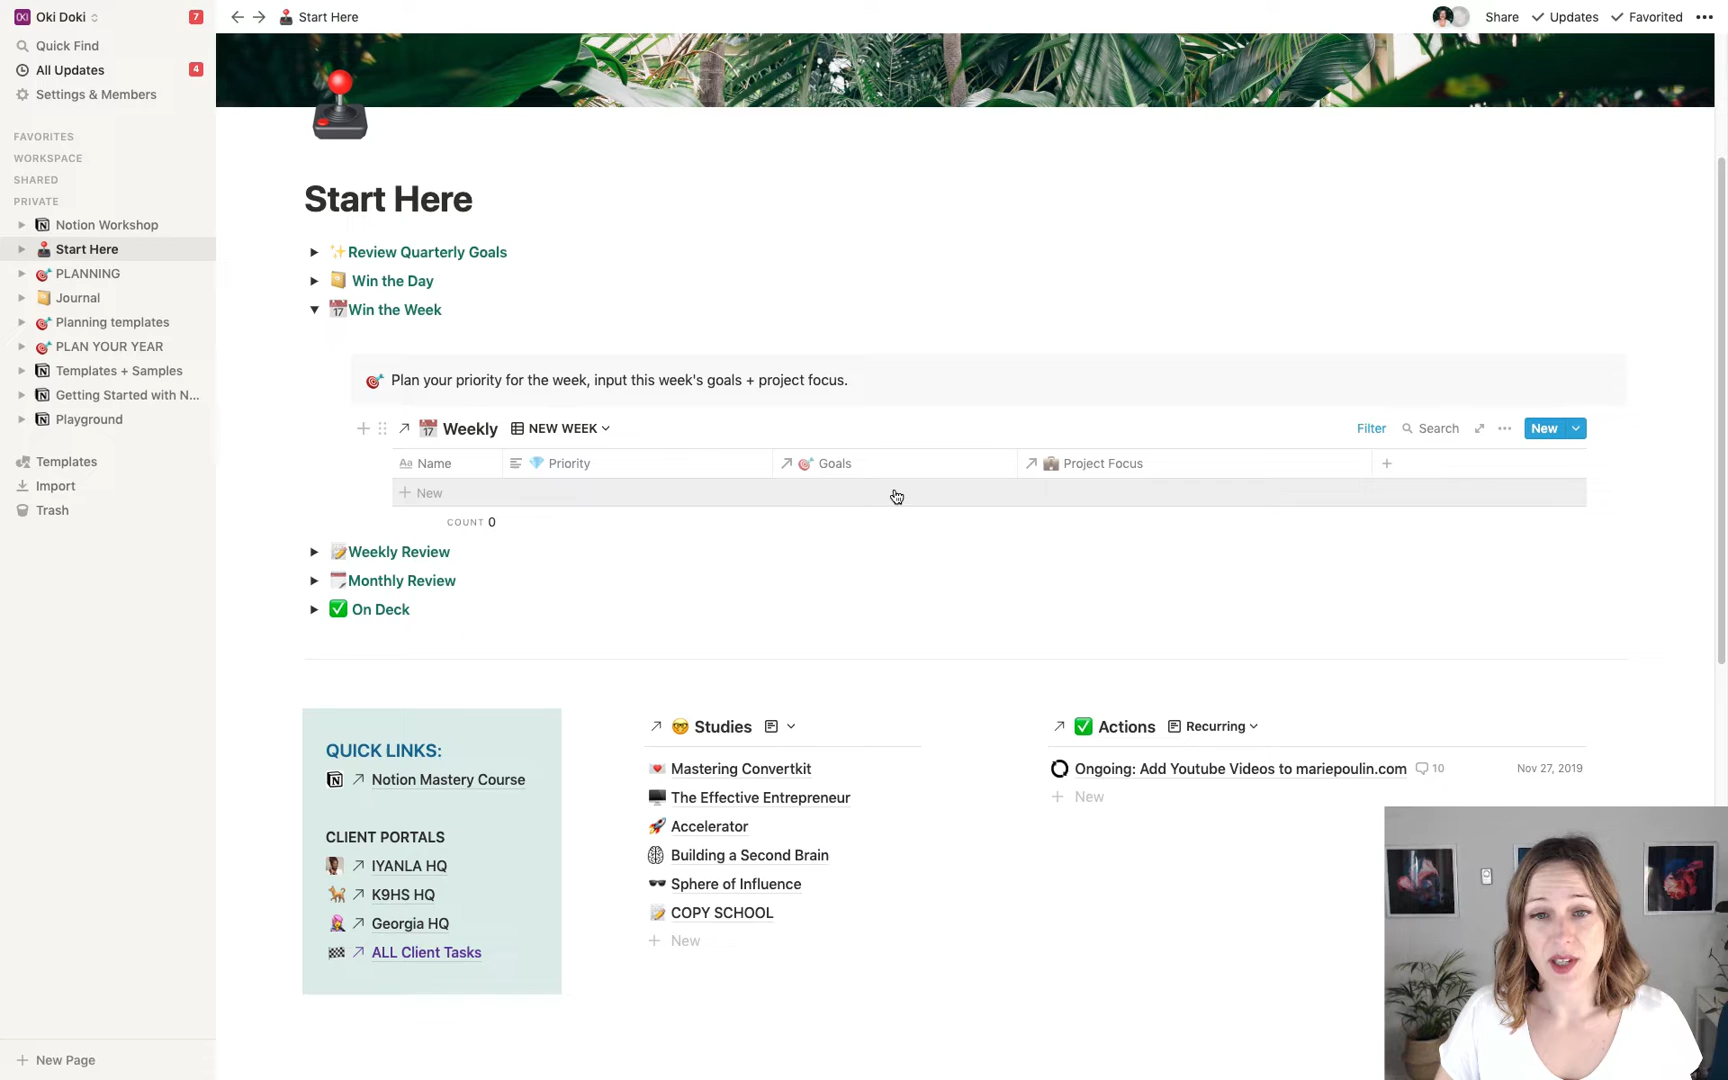 Oki Doki
7
Quick Find
All Updates
4
Settings & Members
FAVORITES
WORKSPACE
SHARED
PRIVATE
Notion Workshop
Start Here
PLANNING
Journal
Planning templates
PLAN YOUR YEAR
Templates + Samples
Getting Started with N...
Playground
Templates
Import
Trash
New Page
Start Here
Share
Updates
Favorited
Start Here
Review Quarterly Goals
Win the Day
Win the Week
Plan your priority for the week, input this week's goals + project focus.
Weekly NEW WEEK
Filter Search New
Aa Name Priority Goals Project Focus
New
COUNT 0
Weekly Review
Monthly Review
On Deck
QUICK LINKS:
Notion Mastery Course
CLIENT PORTALS
IYANLA HQ
K9HS HQ
Georgia HQ
ALL Client Tasks
Studies
Mastering Convertkit
The Effective Entrepreneur
Accelerator
Building a Second Brain
Sphere of Influence
COPY SCHOOL
New
Actions Recurring
Ongoing: Add Youtube Videos to mariepoulin.com 10 Nov 27, 2019
New